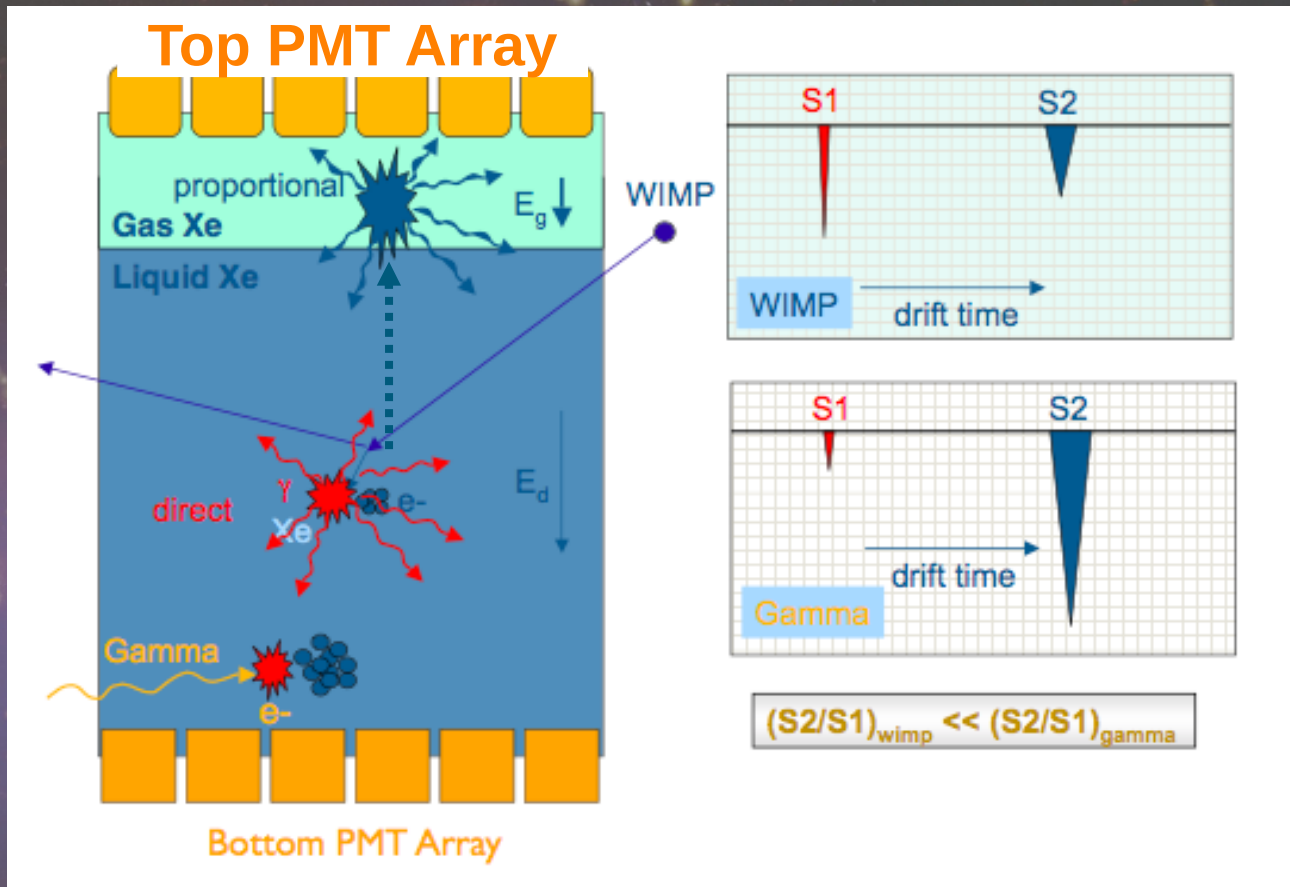 Top PMT Array
proportional
Gas Xe
Eg
Liquid Xe
WIMP
γ
direct
Xe
e-
Ed
Gamma
e-
Bottom PMT Array
S1 S2
WIMP
drift time
S1 S2
drift time
Gamma
(S2/S1)wimp << (S2/S1)gamma